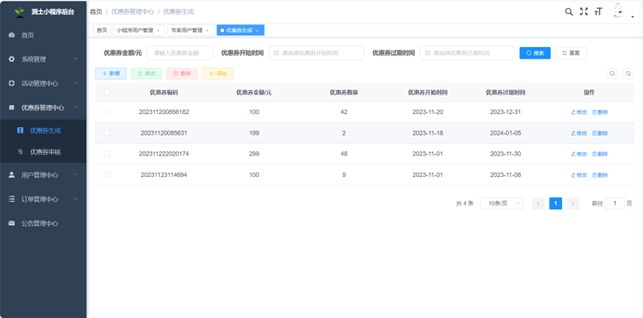 测土小程序后台
首页 / 优惠券管理中心 / 优惠券生成
首页
小程序用户管理 ×
专家用户管理 ×
优惠券生成 ×
首页
系统管理
活动管理中心
优惠券管理中心
优惠券生成
优惠券审核
用户管理中心
订单管理中心
公告管理中心
优惠券金额/元 请输入优惠券金额 优惠券开始时间 请选择优惠券开始时间 优惠券过期时间 请选择优惠券过期时间 搜索 重置
+ 新增 修改 删除 导出
优惠券编码 优惠券金额/元 优惠券数量 优惠券开始时间 优惠券过期时间 操作
202311200856162 100 42 2023-11-20 2023-12-31 修改 删除
20231120085631 199 2 2023-11-18 2024-01-05 修改 删除
202311222020174 299 48 2023-11-01 2023-11-30 修改 删除
20231123114694 100 9 2023-11-01 2023-11-08 修改 删除
共 4 条 10条/页 < 1 > 前往 1 页